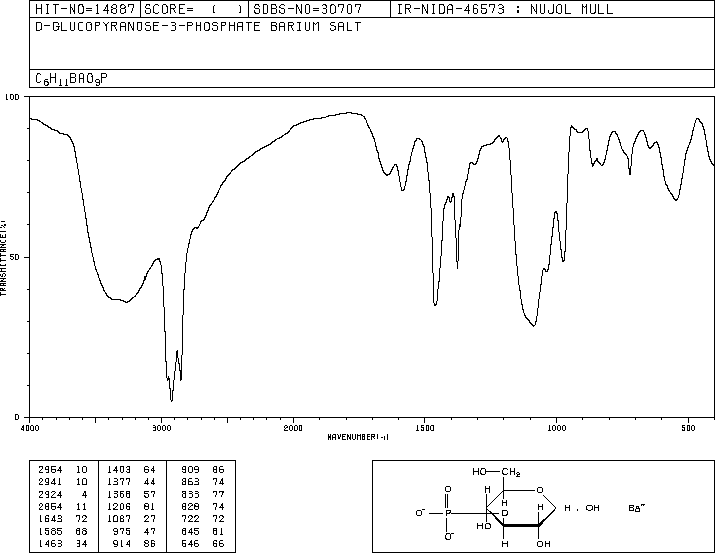 HIT-NO=14887 SCORE= ( ) SDBS-NO=30707 IR-NIDA-46573 : NUJOL MULL
D-GLUCOPYRANOSE-3-PHOSPHATE BARIUM SALT
C6H11BAO9P
100
50
0
TRANSMITTANCE(%)
4000 3000 2000 1500 1000 500
WAVENUMBER(-1)
2954 10 1403 64 909 86
2941 10 1377 44 863 74
2924 4 1368 57 833 77
2854 11 1206 81 828 74
1643 72 1087 27 722 72
1585 68 975 47 645 81
1463 34 914 86 546 66
HO CH2
O H O
O- P O H . OH Ba++
O- HO
H OH